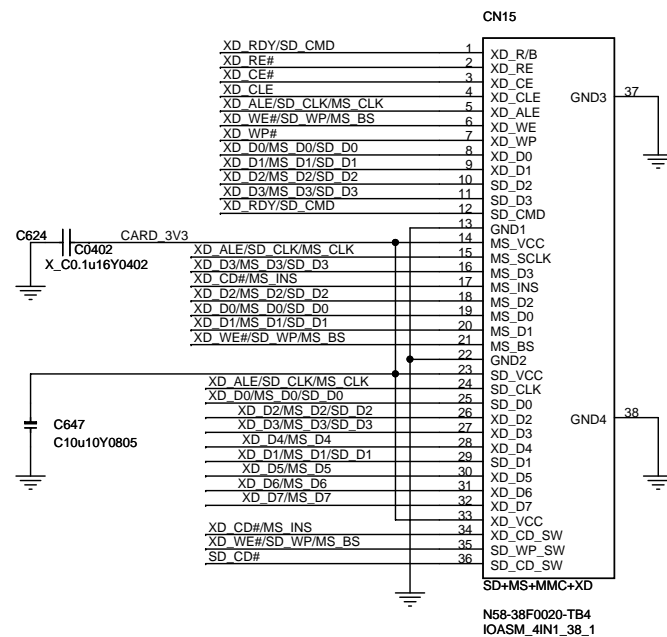 CN15
XD_RDY/SD_CMD 1 XD_R/B
XD_RE# 2 XD_RE
XD_CE# 3 XD_CE
XD_CLE 4 XD_CLE GND3 37
XD_ALE/SD_CLK/MS_CLK 5 XD_ALE
XD_WE#/SD_WP/MS_BS 6 XD_WE
XD_WP# 7 XD_WP
XD_D0/MS_D0/SD_D0 8 XD_D0
XD_D1/MS_D1/SD_D1 9 XD_D1
XD_D2/MS_D2/SD_D2 10 SD_D2
XD_D3/MS_D3/SD_D3 11 SD_D3
XD_RDY/SD_CMD 12 SD_CMD
13 GND1
C624 CARD_3V3 14 MS_VCC
C0402
X_C0.1u16Y0402
XD_ALE/SD_CLK/MS_CLK 15 MS_SCLK
XD_D3/MS_D3/SD_D3 16 MS_D3
XD_CD#/MS_INS 17 MS_INS
XD_D2/MS_D2/SD_D2 18 MS_D2
XD_D0/MS_D0/SD_D0 19 MS_D0
XD_D1/MS_D1/SD_D1 20 MS_D1
XD_WE#/SD_WP/MS_BS 21 MS_BS
22 GND2
23 SD_VCC
XD_ALE/SD_CLK/MS_CLK 24 SD_CLK
XD_D0/MS_D0/SD_D0 25 SD_D0
XD_D2/MS_D2/SD_D2 26 XD_D2 GND4 38
C647
C10u10Y0805
XD_D3/MS_D3/SD_D3 27 XD_D3
XD_D4/MS_D4 28 XD_D4
XD_D1/MS_D1/SD_D1 29 SD_D1
XD_D5/MS_D5 30 XD_D5
XD_D6/MS_D6 31 XD_D6
XD_D7/MS_D7 32 XD_D7
33 XD_VCC
XD_CD#/MS_INS 34 XD_CD_SW
XD_WE#/SD_WP/MS_BS 35 SD_WP_SW
SD_CD# 36 SD_CD_SW
SD+MS+MMC+XD
N58-38F0020-TB4
IOASM_4IN1_38_1